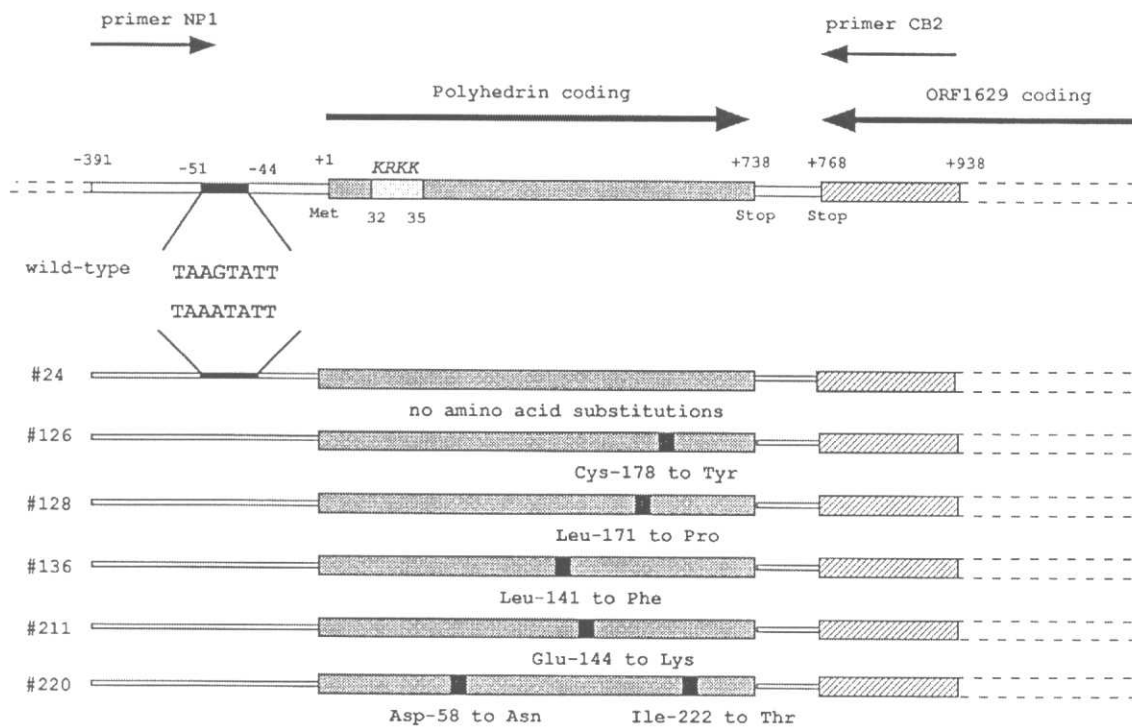 primer NP1
primer CB2
Polyhedrin coding
ORF1629 coding
-391 -51 -44 +1 KRKK +738 +768 +938
Met 32 35 Stop Stop
wild-type TAAGTATT
TAAATATT
#24
no amino acid substitutions
#126
Cys-178 to Tyr
#128
Leu-171 to Pro
#136
Leu-141 to Phe
#211
Glu-144 to Lys
#220
Asp-58 to Asn Ile-222 to Thr